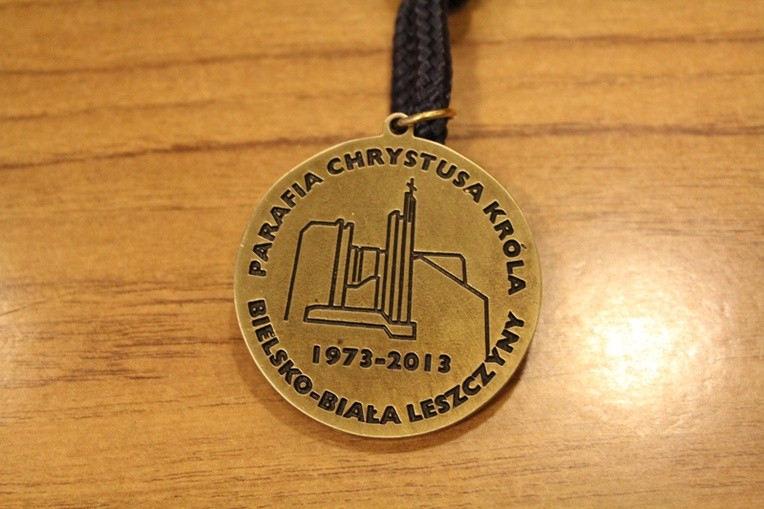 PARAFIA CHRYSTUSA KRÓLA
1973-2013
BIELSKO-BIAŁA LESZCZYNY